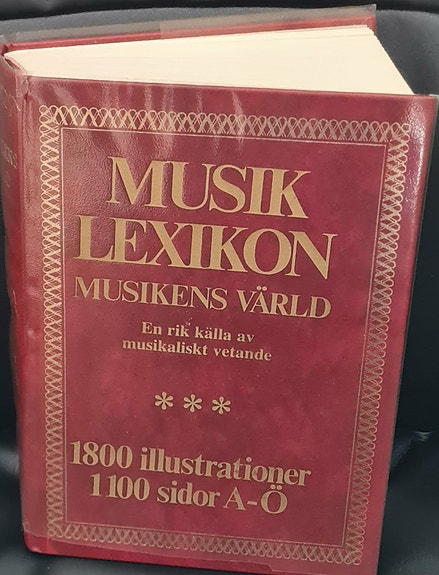 MUSIK
LEXIKON
MUSIKENS VÄRLD
En rik källa av
musikaliskt vetande
***
1800 illustrationer
1100 sidor A-Ö